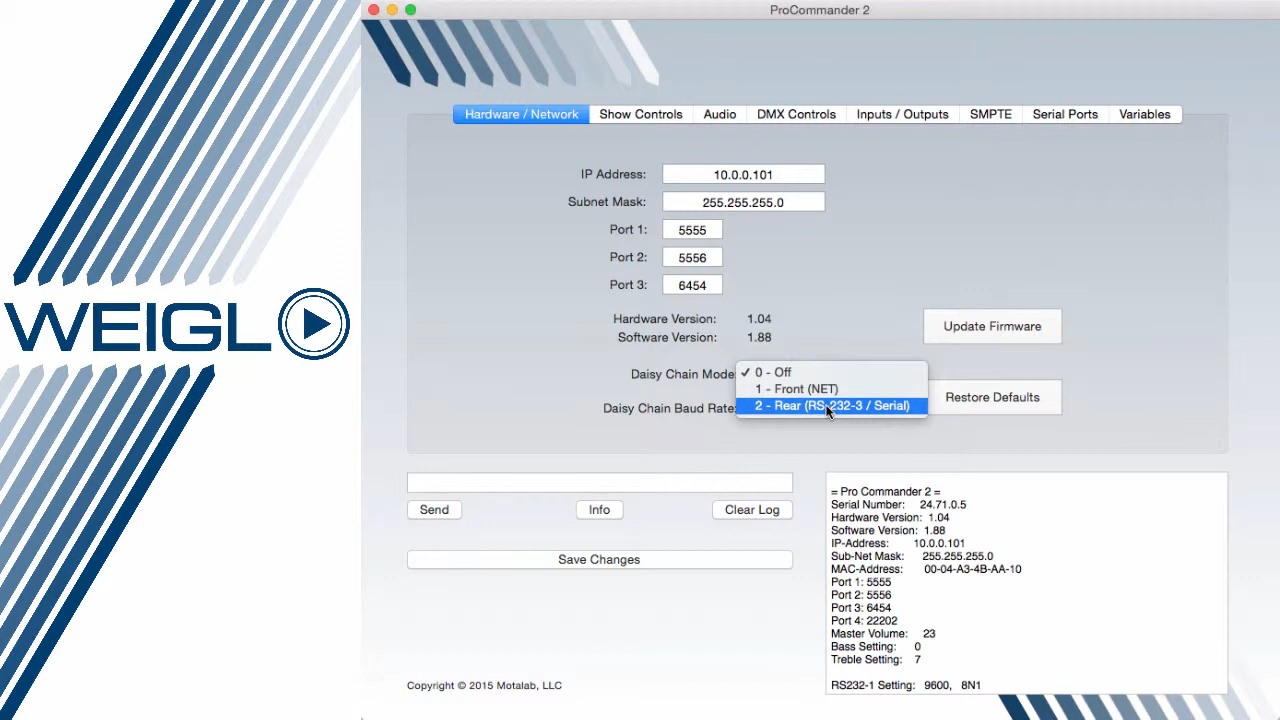 WEIGL
ProCommander 2
Hardware / Network Show Controls Audio DMX Controls Inputs / Outputs SMPTE Serial Ports Variables
IP Address: 10.0.0.101
Subnet Mask: 255.255.255.0
Port 1: 5555
Port 2: 5556
Port 3: 6454
Hardware Version: 1.04
Software Version: 1.88
Update Firmware
Daisy Chain Mode:
0 - Off
1 - Front (NET)
2 - Rear (RS-232-3 / Serial)
Daisy Chain Baud Rate:
Restore Defaults
Send Info Clear Log
Save Changes
= Pro Commander 2 =
Serial Number: 24.71.0.5
Hardware Version: 1.04
Software Version: 1.88
IP-Address: 10.0.0.101
Sub-Net Mask: 255.255.255.0
MAC-Address: 00-04-A3-4B-AA-10
Port 1: 5555
Port 2: 5556
Port 3: 6454
Port 4: 22202
Master Volume: 23
Bass Setting: 0
Treble Setting: 7
RS232-1 Setting: 9600, 8N1
Copyright © 2015 Motalab, LLC